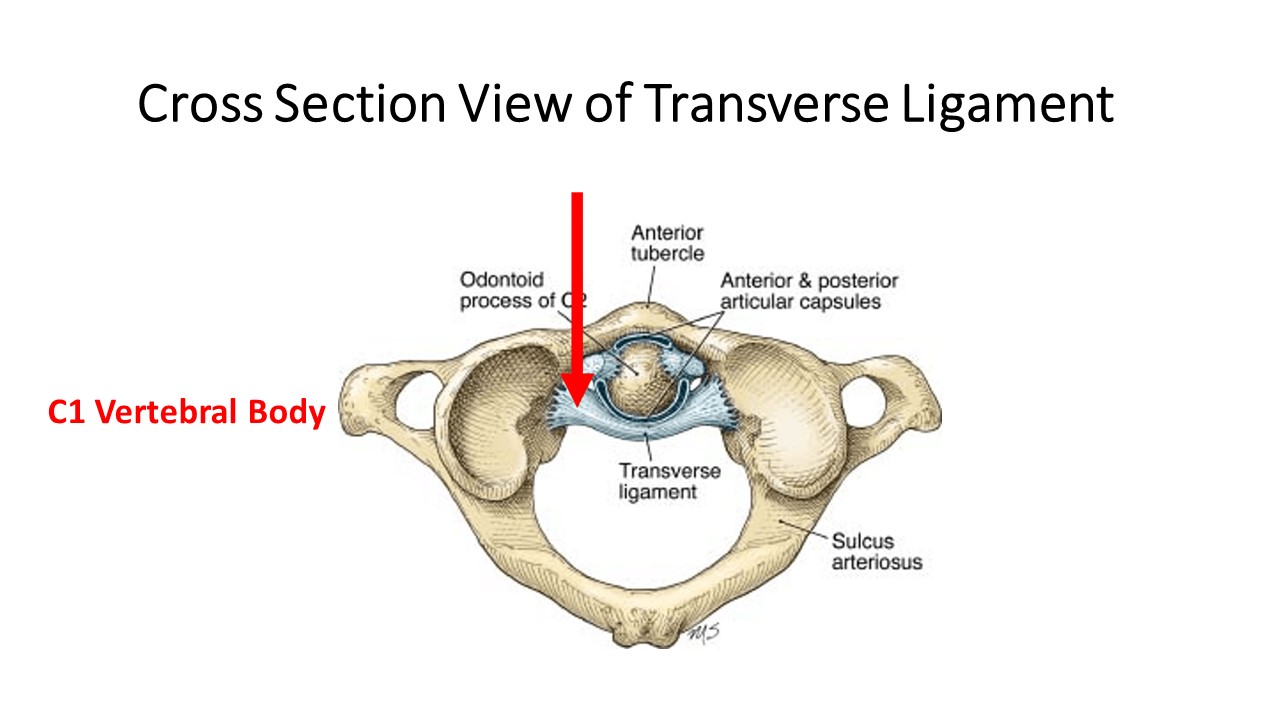 Cross Section View of Transverse Ligament
Anterior
tubercle
Odontoid
process of C2
Anterior & posterior
articular capsules
C1 Vertebral Body
Transverse
ligament
Sulcus
arteriosus
MS